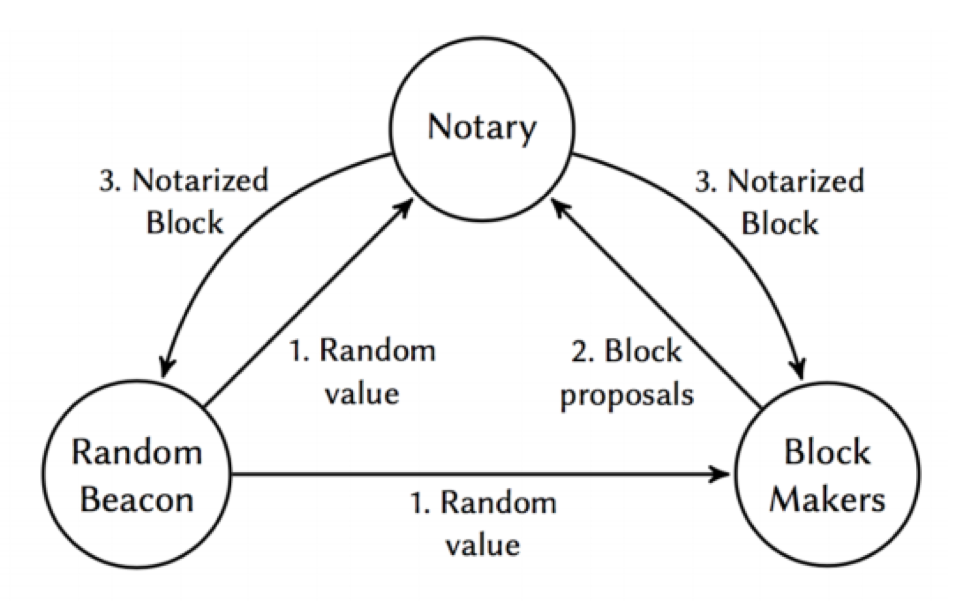 Notary
3. Notarized
Block
3. Notarized
Block
1. Random
value
2. Block
proposals
Random
Beacon
Block
Makers
1. Random
value